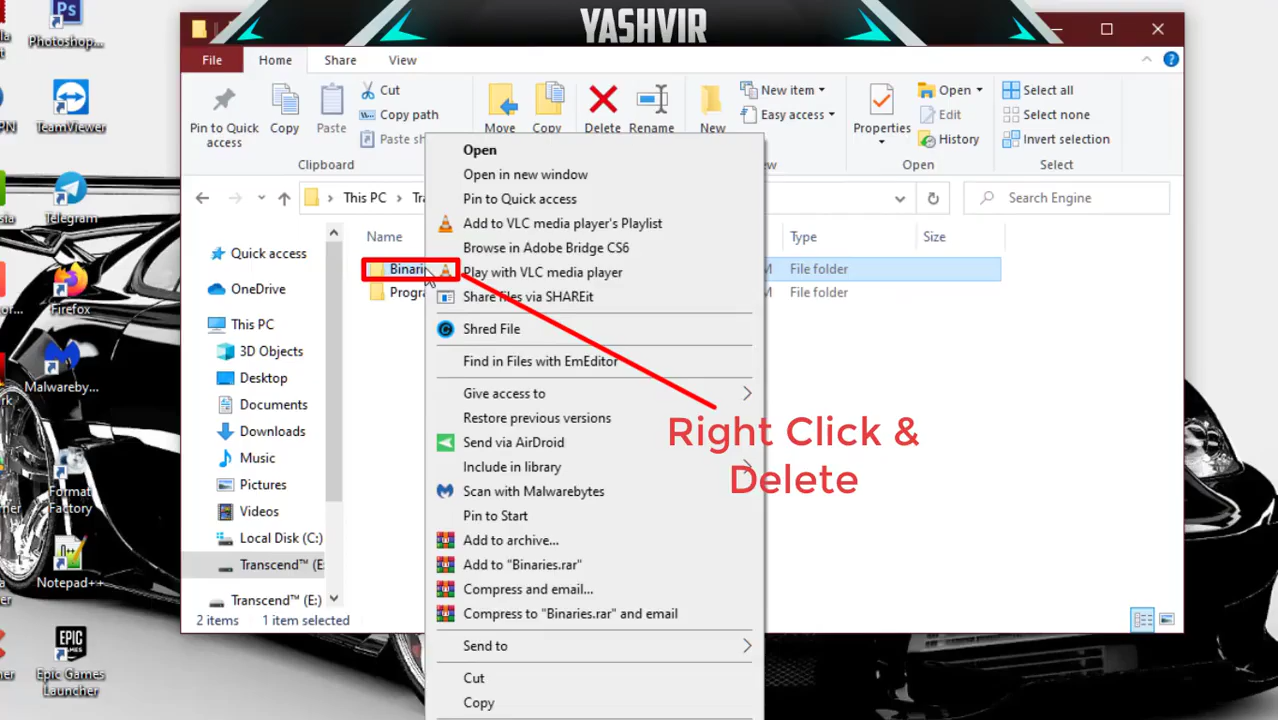 YASHVIR
Photoshop...
TeamViewer
Telegram
Firefox
Malwareby...
Format
Factory
Notepad++
Epic Games
Launcher
EPIC
GAMES
Ps
File
Home
Share
View
Pin to Quick
access
Copy
Paste
Cut
Copy path
Paste sh
Clipboard
Move
Copy
Delete
Rename
New
New item
Easy access
ew
Properties
Open
Edit
History
Open
Select all
Select none
Invert selection
Select
This PC
Tra
Search Engine
Quick access
OneDrive
This PC
3D Objects
Desktop
Documents
Downloads
Music
Pictures
Videos
Local Disk (C:)
Transcend™ (E:
Transcend™ (E:)
Name
Type
Size
Binari
M
File folder
Progra
M
File folder
2 items
1 item selected
Open
Open in new window
Pin to Quick access
Add to VLC media player's Playlist
Browse in Adobe Bridge CS6
Play with VLC media player
Share files via SHAREit
Shred File
Find in Files with EmEditor
Give access to
Restore previous versions
Send via AirDroid
Include in library
Scan with Malwarebytes
Pin to Start
Add to archive...
Add to "Binaries.rar"
Compress and email...
Compress to "Binaries.rar" and email
Send to
Cut
Copy
Right Click &
Delete